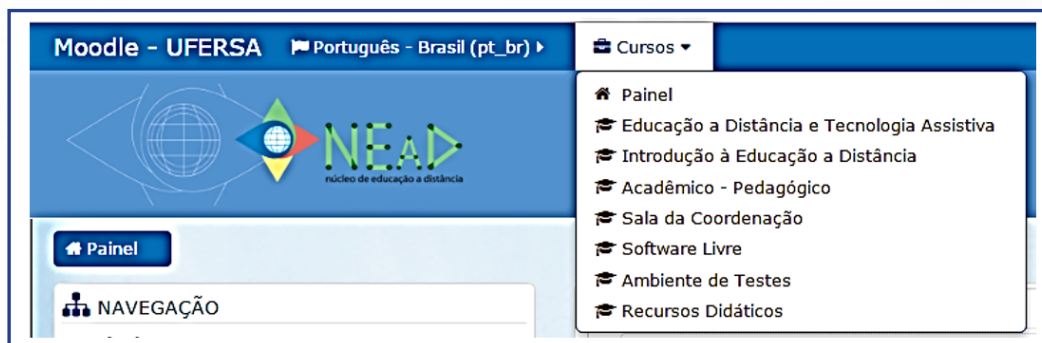 Moodle - UFERSA Português - Brasil (pt_br) Cursos
Painel
Educação a Distância e Tecnologia Assistiva
Introdução à Educação a Distância
Acadêmico - Pedagógico
Sala da Coordenação
Software Livre
Ambiente de Testes
Recursos Didáticos
NEaD
núcleo de educação a distância
Painel
NAVEGAÇÃO